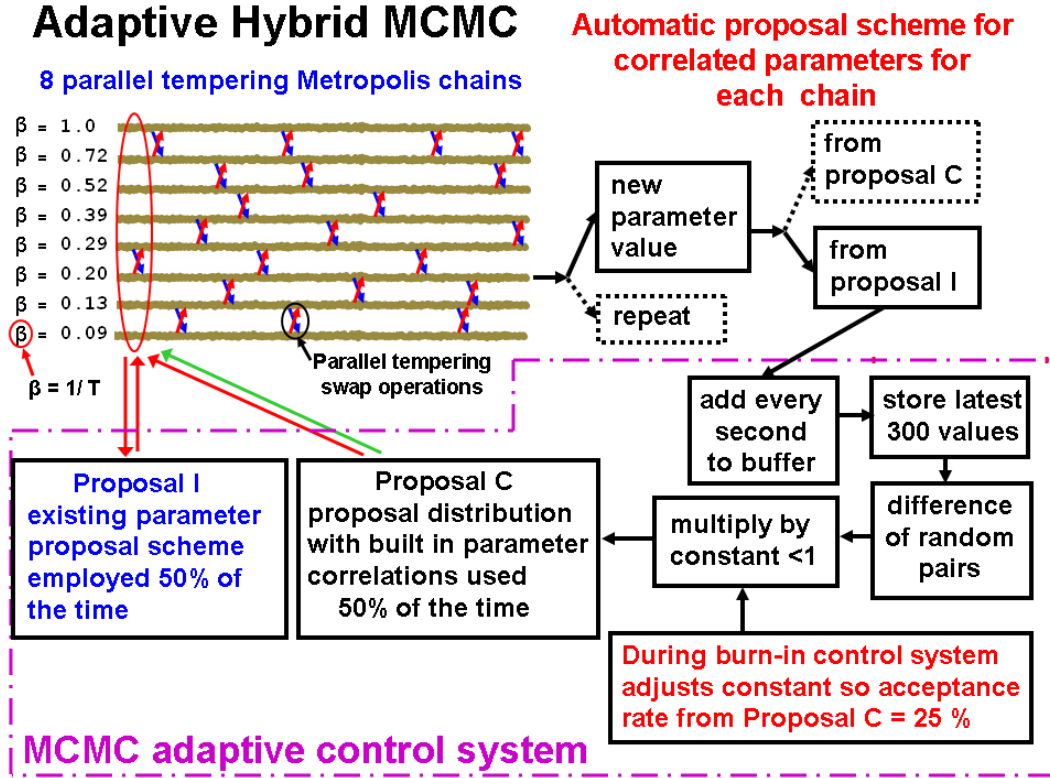 Adaptive Hybrid MCMC
8 parallel tempering Metropolis chains
β = 1.0
β = 0.72
β = 0.52
β = 0.39
β = 0.29
β = 0.20
β = 0.13
β = 0.09
β = 1/ T
Parallel tempering
swap operations
Automatic proposal scheme for
correlated parameters for
each chain
new
parameter
value
repeat
from
proposal C
from
proposal I
add every
second
to buffer
store latest
300 values
difference
of random
pairs
multiply by
constant <1
Proposal I
existing parameter
proposal scheme
employed 50% of
the time
Proposal C
proposal distribution
with built in parameter
correlations used
50% of the time
During burn-in control system
adjusts constant so acceptance
rate from Proposal C = 25 %
MCMC adaptive control system